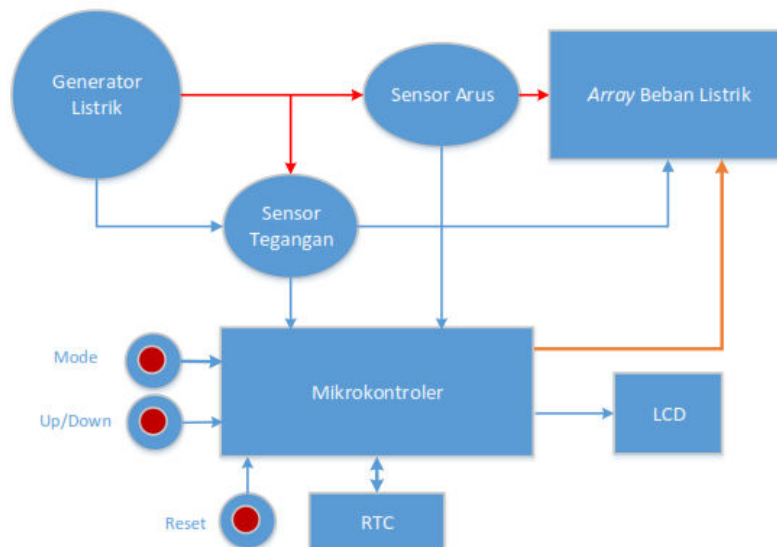 Generator
Listrik
Sensor Arus
Array Beban Listrik
Sensor
Tegangan
Mode
Mikrokontroler
Up/Down
LCD
Reset
RTC